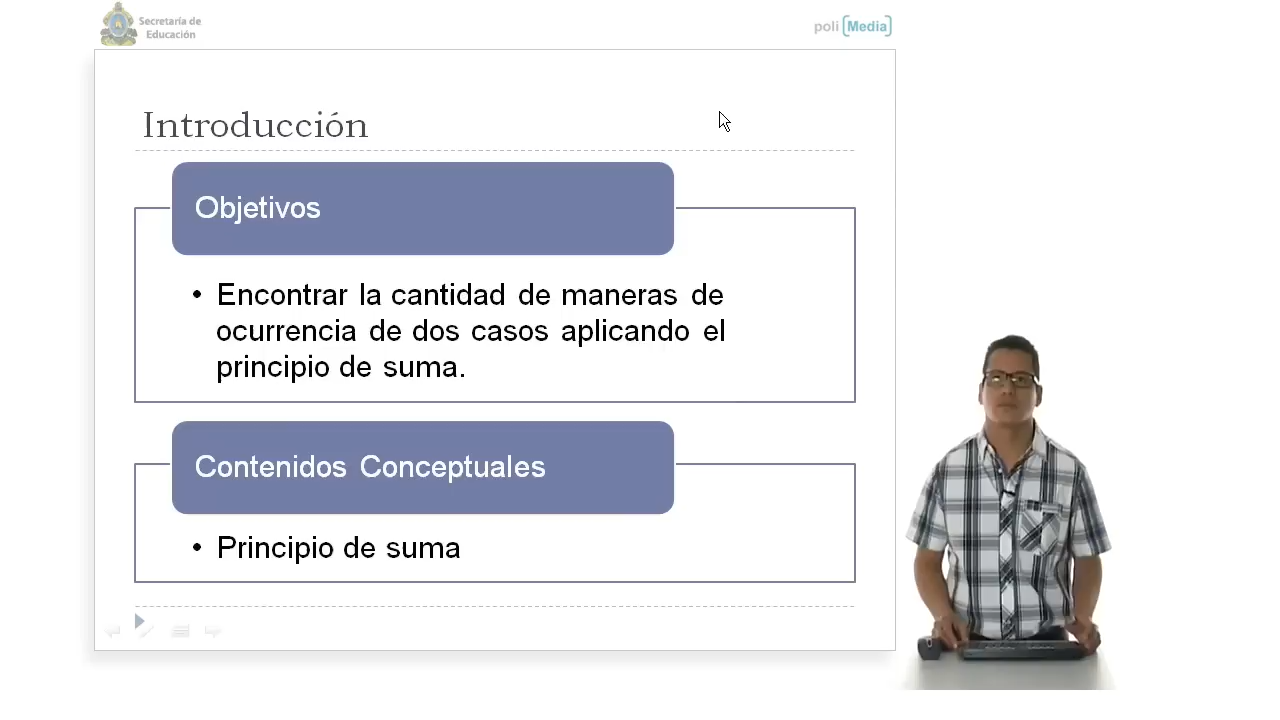 Secretaría de
Educación
poli [Media]
Introducción
Objetivos
• Encontrar la cantidad de maneras de
ocurrencia de dos casos aplicando el
principio de suma.
Contenidos Conceptuales
• Principio de suma